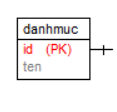 danhmuc
id (PK)
ten